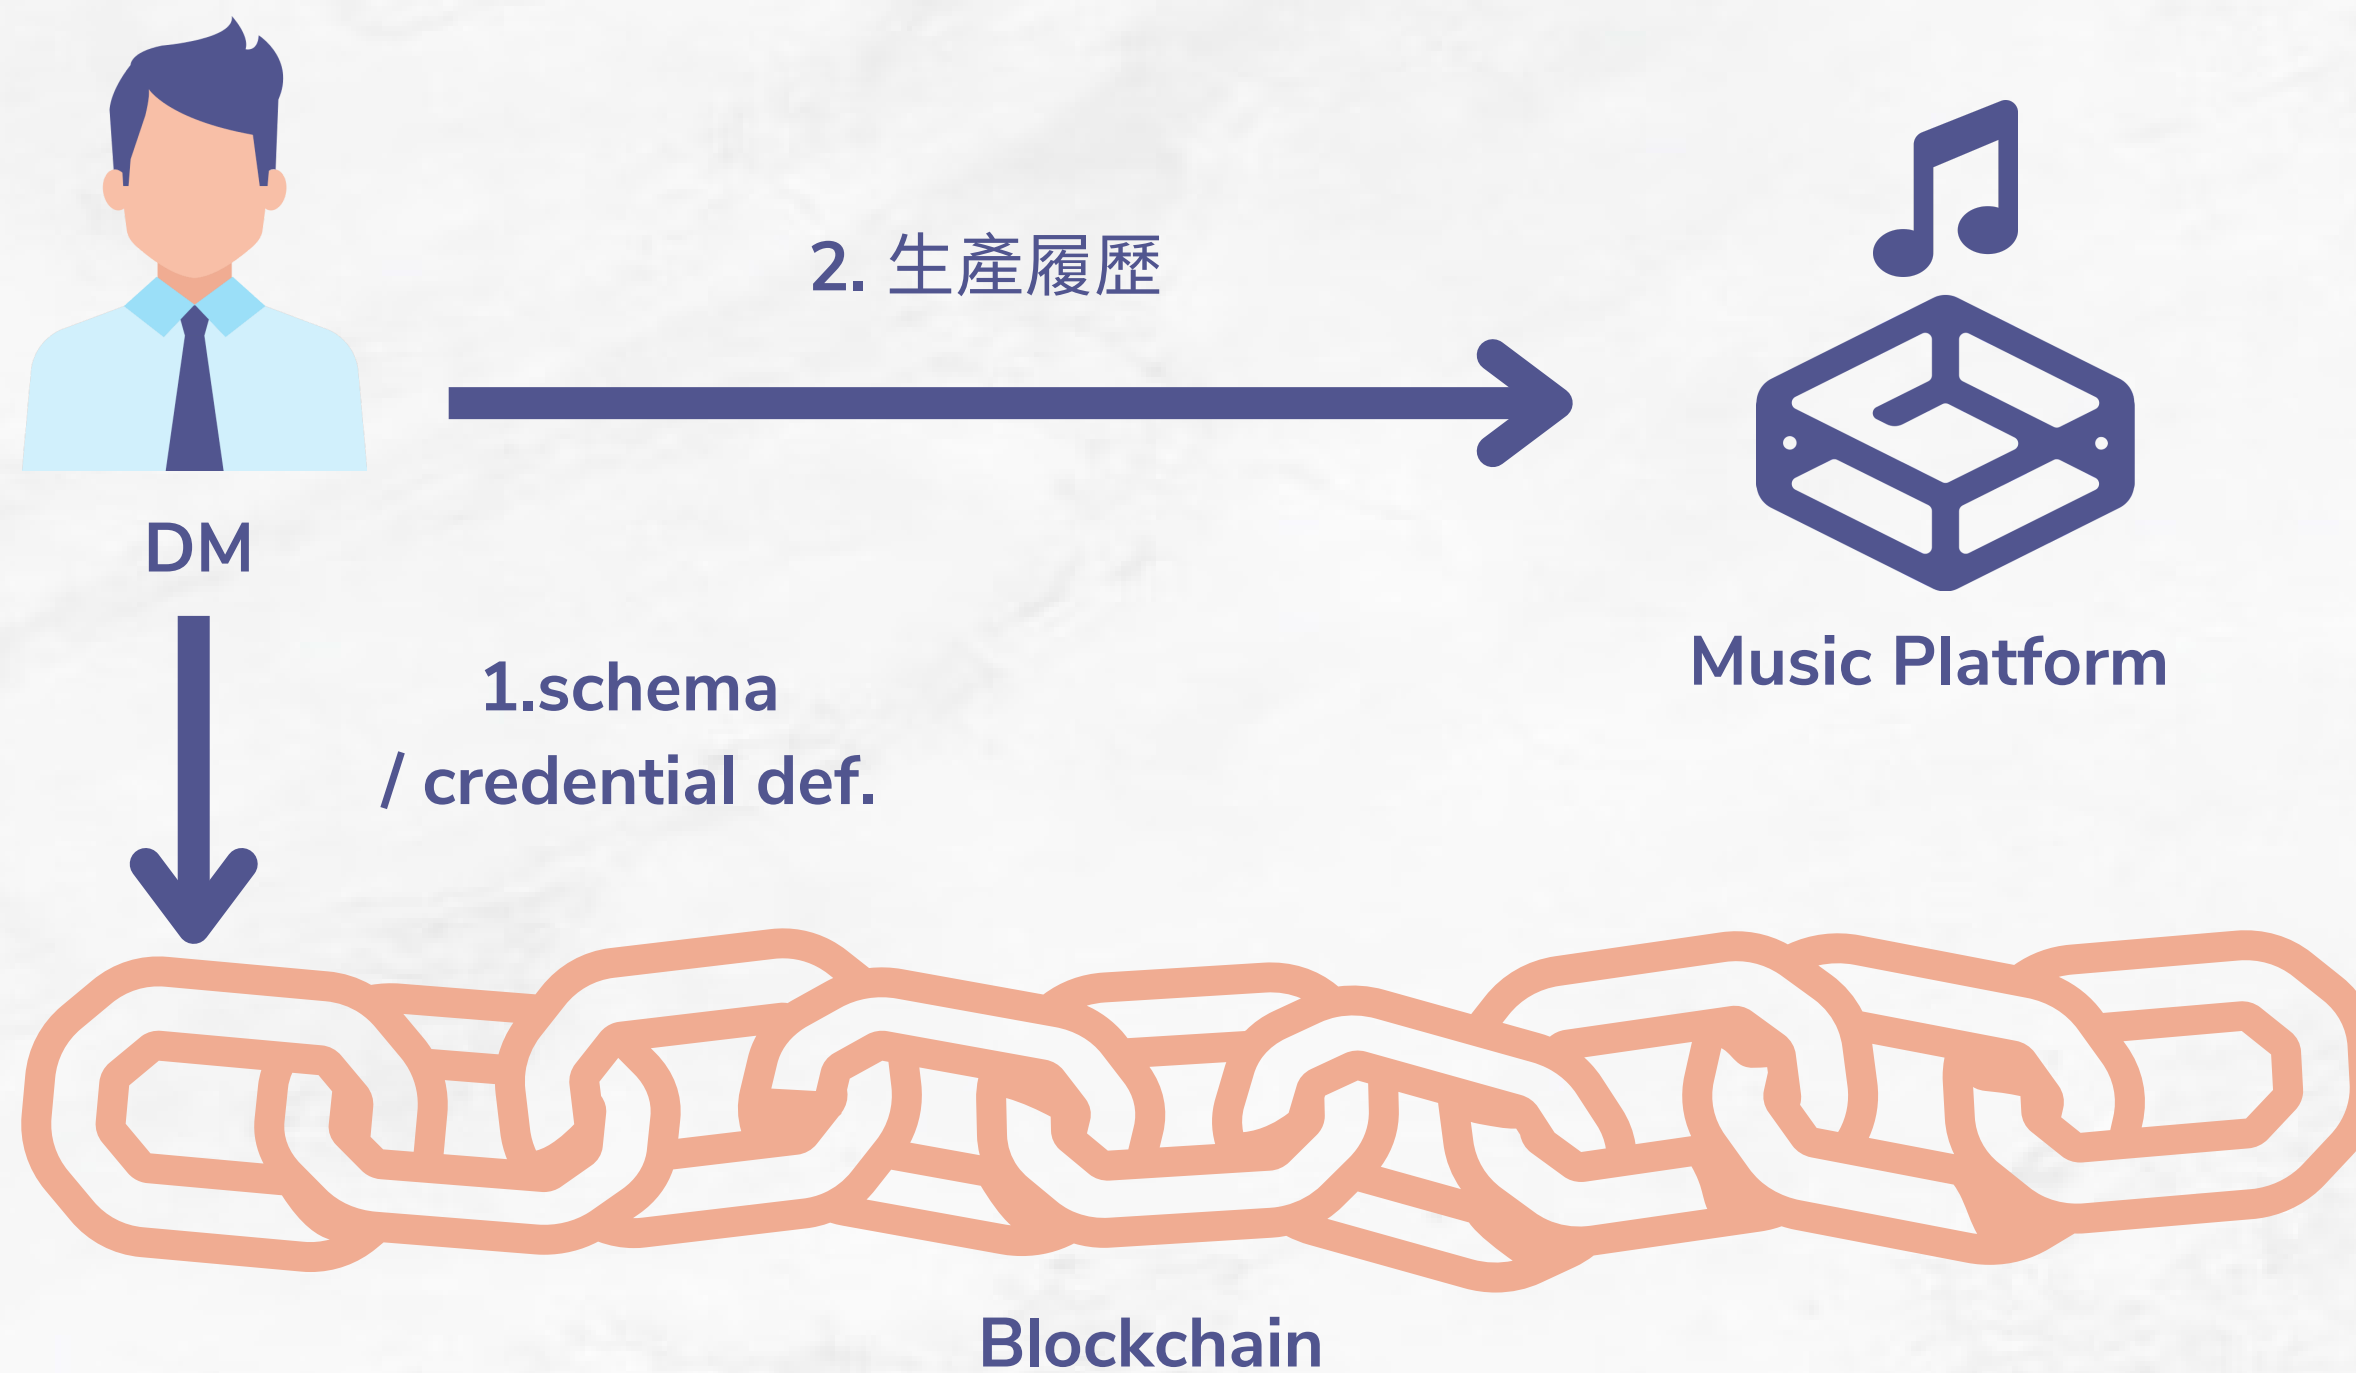 2. 生產履歷
DM
Music Platform
1.schema
/ credential def.
Blockchain